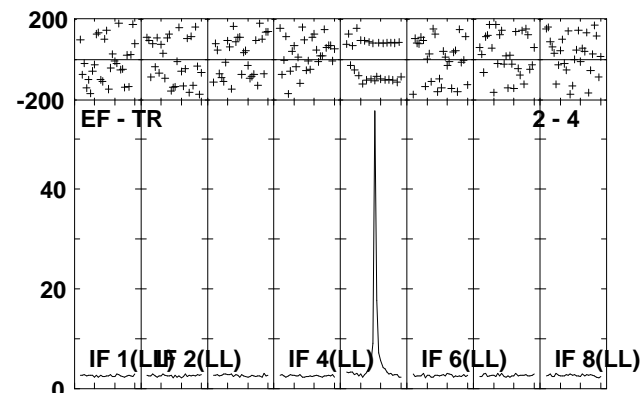 200
-200
EF - TR 2 - 4
40
20
IF 1(LL) IF 2(LL) IF 4(LL) IF 6(LL) IF 8(LL)
0